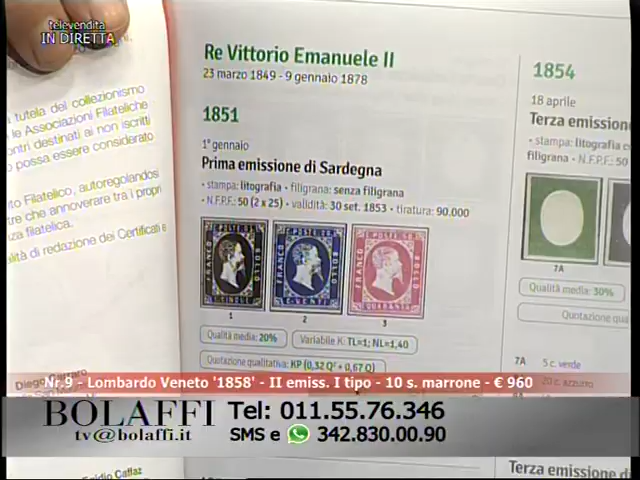 televendita
IN DIRETTA
tutela del collezionismo
le Associazioni Filateliche
ontri destinati ai non iscritti
possa essere considerato
to Filatelico, autoregolandos
tre che annoverare tra i propri
za filatelica.
lità di redazione dei Certificati e
Re Vittorio Emanuele II
23 marzo 1849 - 9 gennaio 1878
1851
1° gennaio
Prima emissione di Sardegna
• stampa: litografia • filigrana: senza filigrana
• N.F.P.F.: 50 (2 x 25) • validità: 30 set. 1853 • tiratura: 90.000
1
2
3
Qualità media: 20%
Variabile K: TL=1; NL=1,40
Quotazione qualitativa: KP (0,32 Q² + 0,67 Q)
1854
18 aprile
Terza emission
• stampa: litografia e
filigrana • N.F.P.F.: 50
7A
Qualità media: 30%
Quotazione qual
7A 5 c. verde
20 c. azzurro
Nr.9 - Lombardo Veneto '1858' - II emiss. I tipo - 10 s. marrone - € 960
BOLAFFI
tv@bolaffi.it
Tel: 011.55.76.346
SMS e 342.830.00.90
Terza emissione d